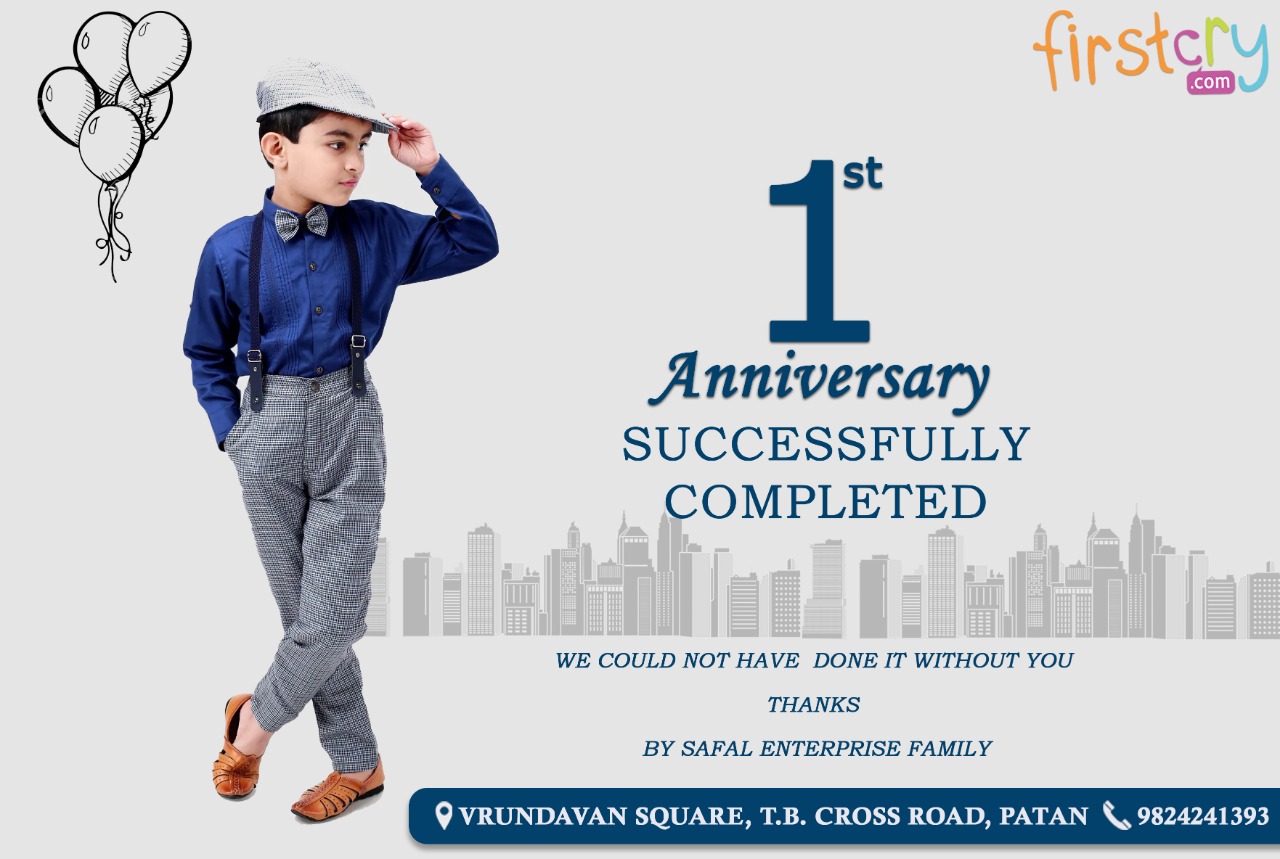 firstcry
.com
1st
Anniversary
SUCCESSFULLY
COMPLETED
WE COULD NOT HAVE DONE IT WITHOUT YOU
THANKS
BY SAFAL ENTERPRISE FAMILY
VRUNDAVAN SQUARE, T.B. CROSS ROAD, PATAN 9824241393